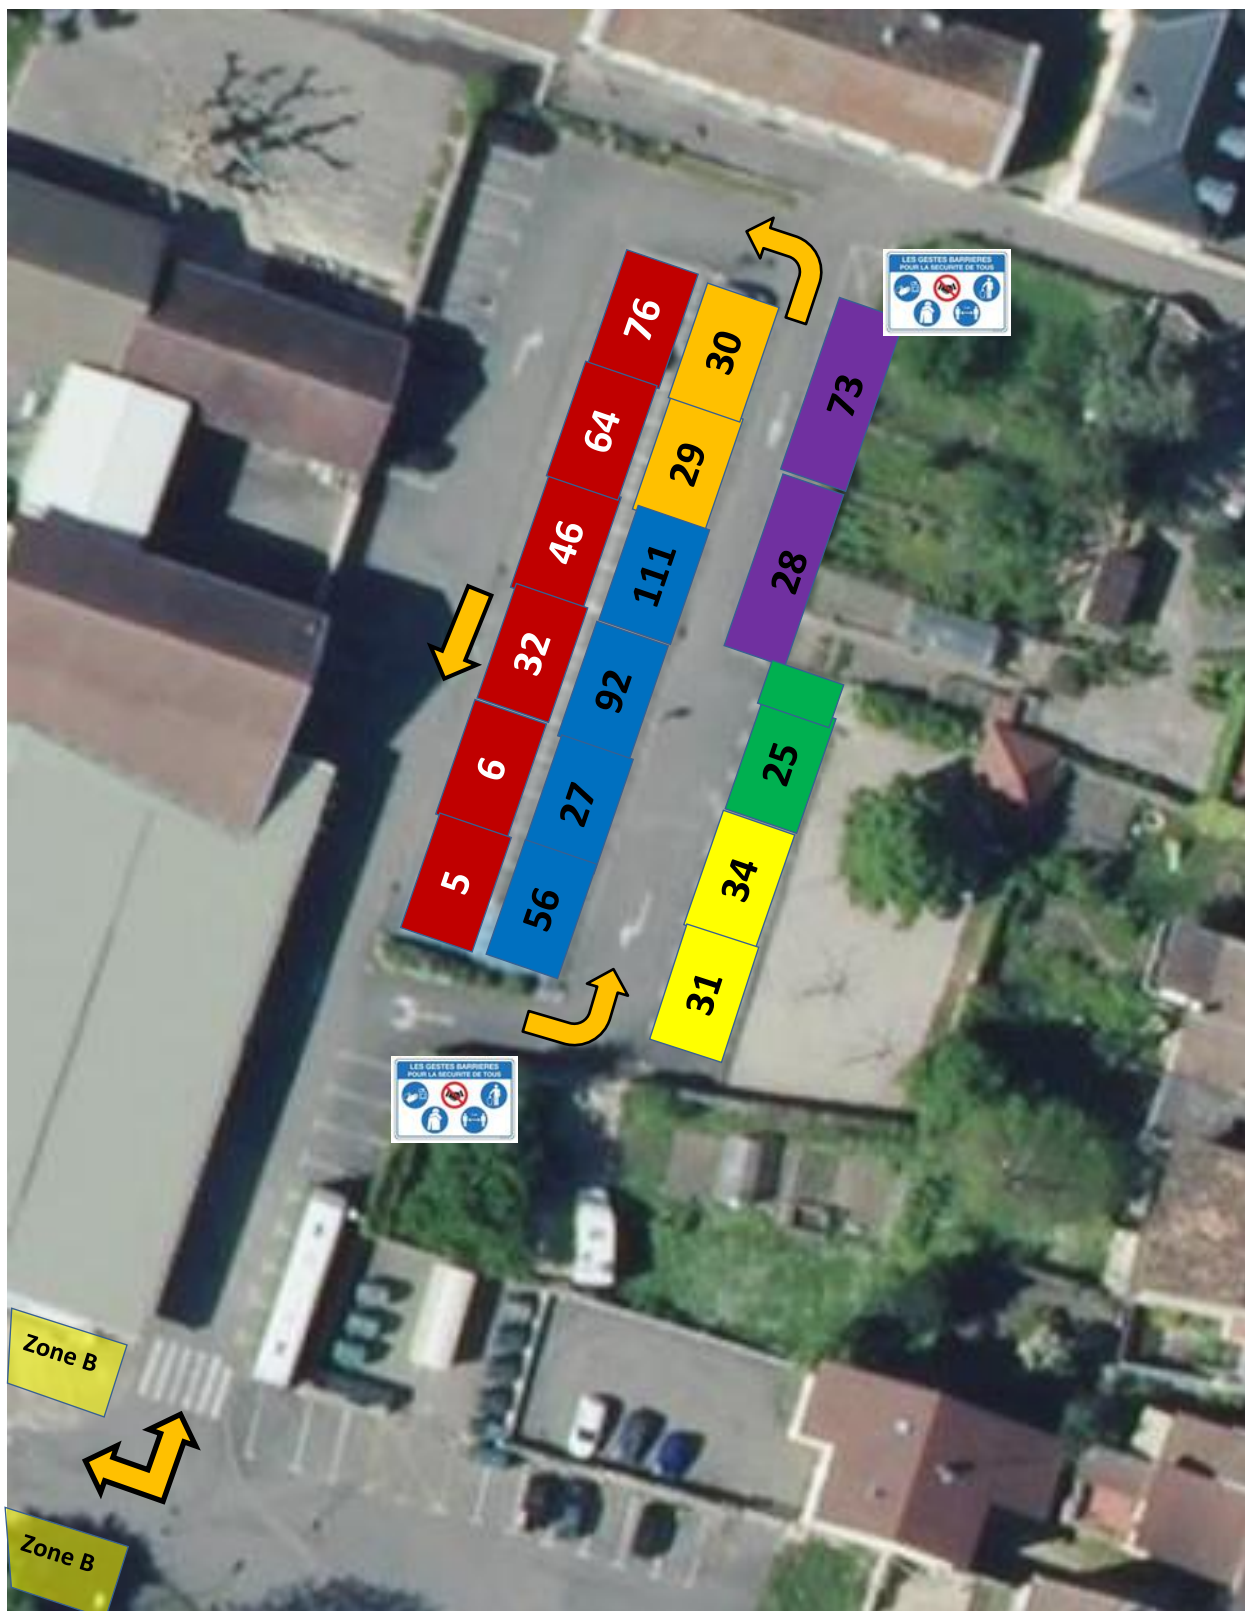 LES GESTES BARRIERES
POUR LA SECURITE DE TOUS
76
30
73
64
29
46
111
28
32
92
6
27
25
5
56
34
31
LES GESTES BARRIERES
POUR LA SECURITE DE TOUS
Zone B
Zone B